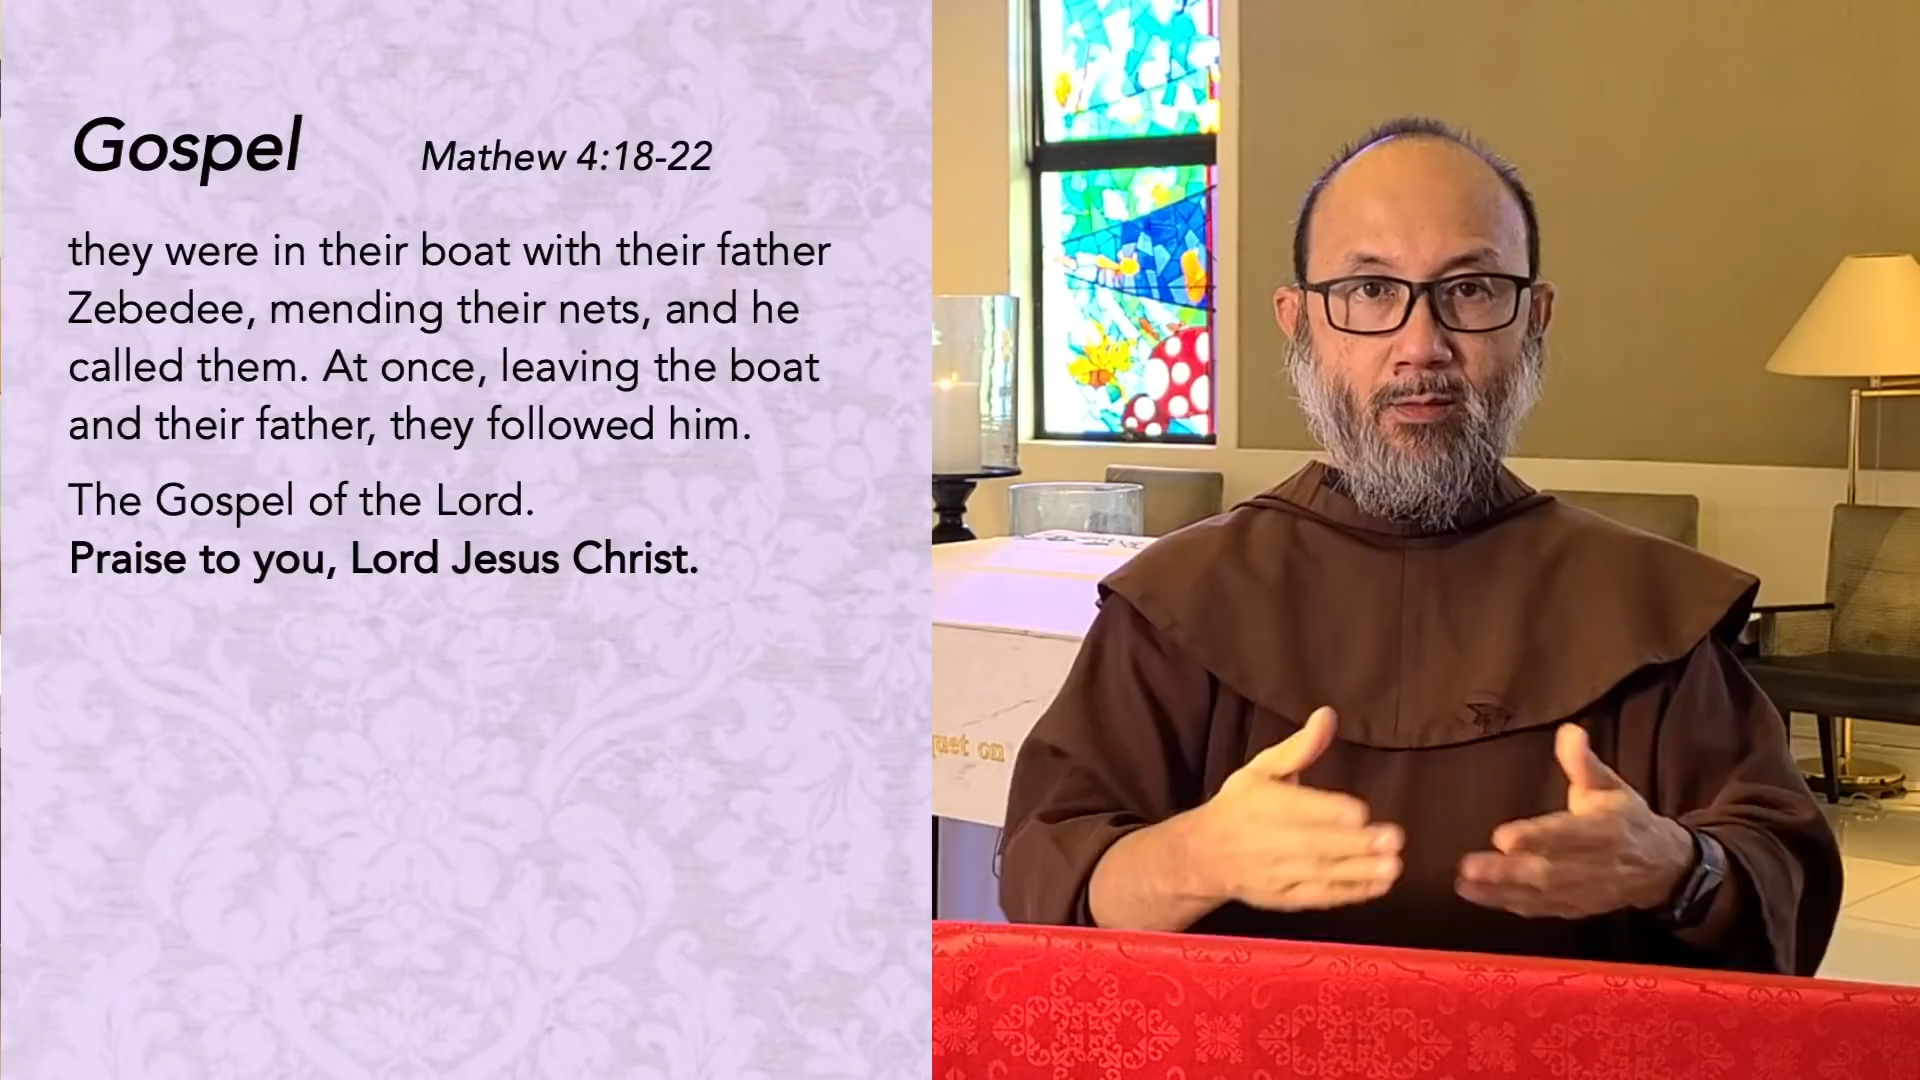 Gospel Mathew 4:18-22
they were in their boat with their father
Zebedee, mending their nets, and he
called them. At once, leaving the boat
and their father, they followed him.
The Gospel of the Lord.
Praise to you, Lord Jesus Christ.
quet on